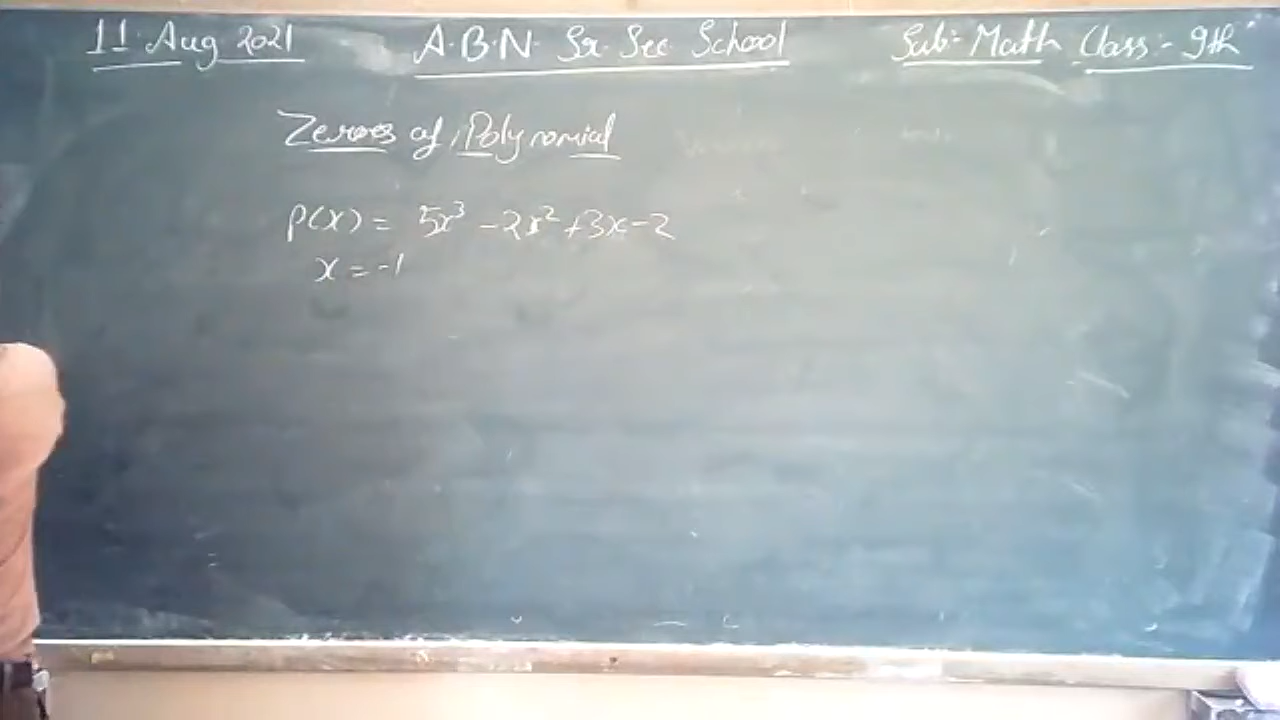 11 Aug 2021 A.B.N. Sr. Sec. School Sub:- Math Class:- 9th
Zeroes of Polynomial
P(x) = 5x³ - 2x² + 3x - 2
x = -1